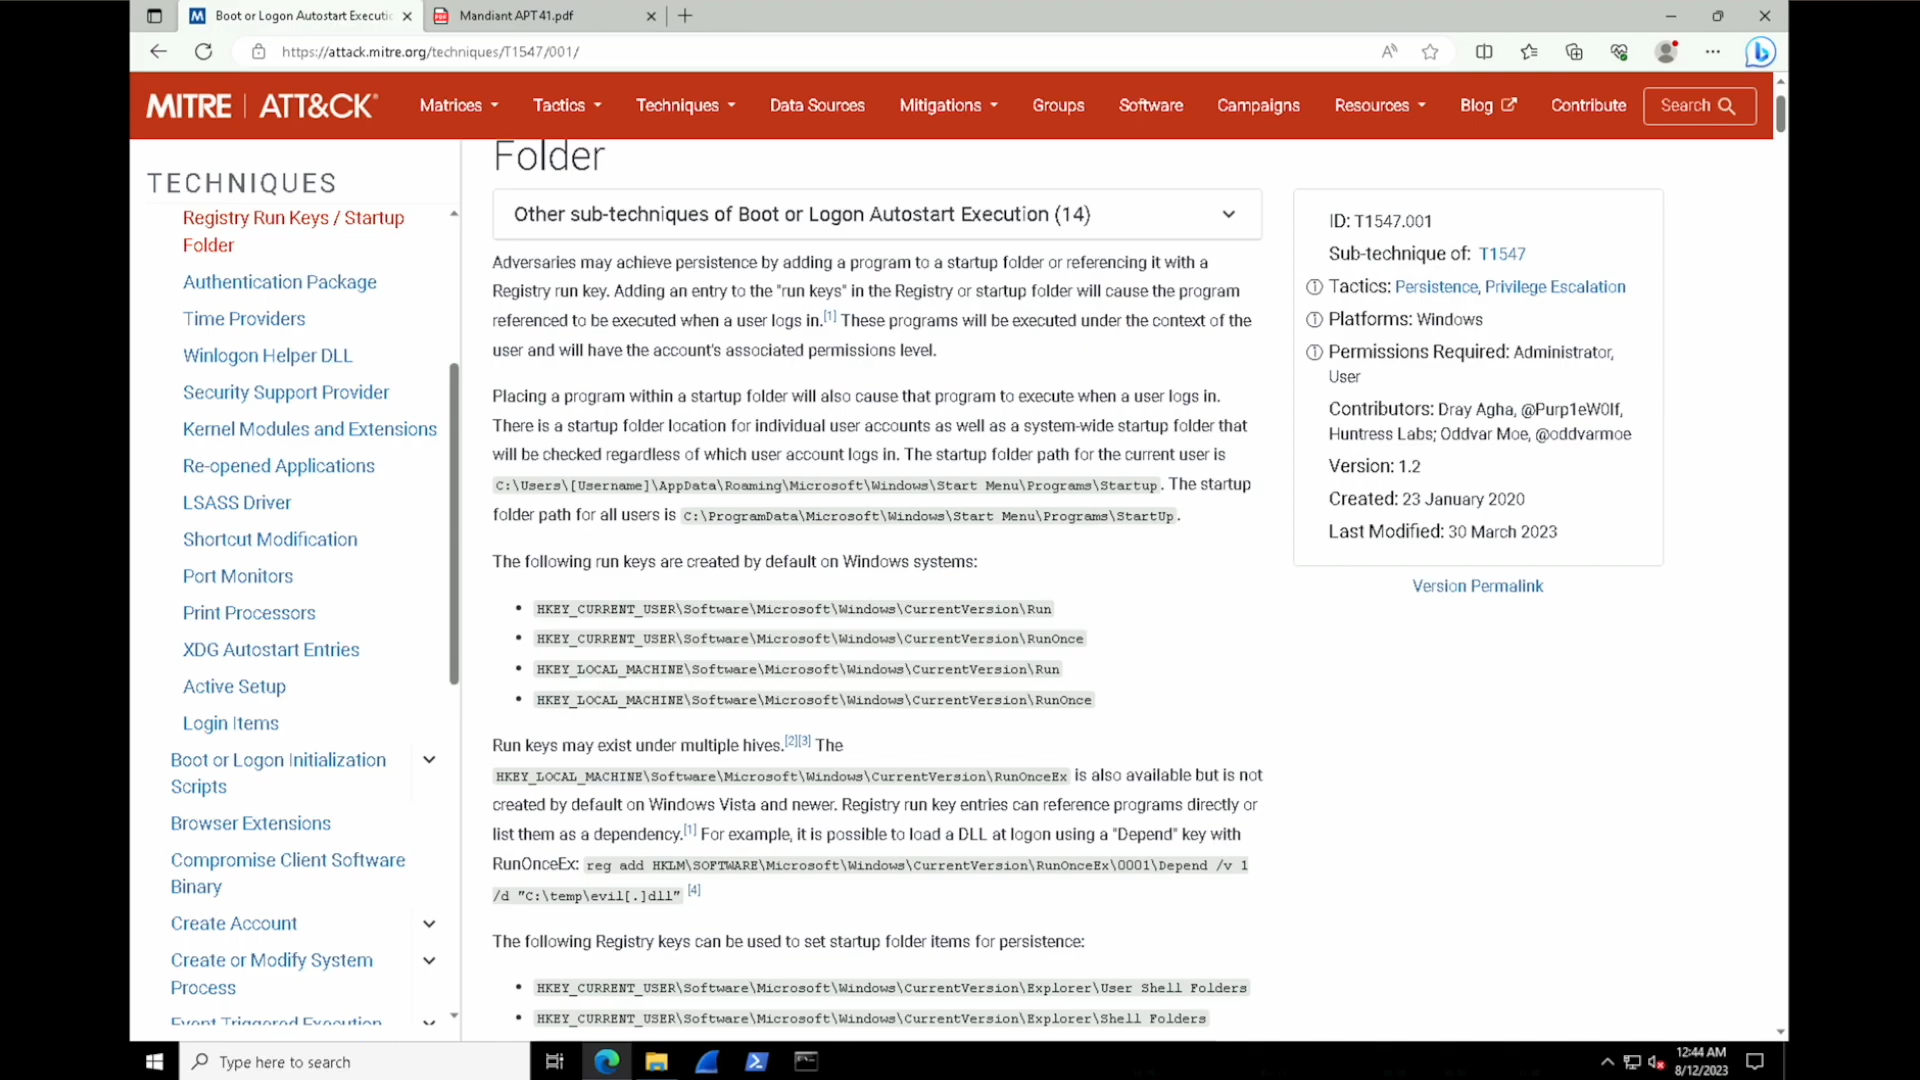 Boot or Logon Autostart Executi
Mandiant APT41.pdf
https://attack.mitre.org/techniques/T1547/001/
MITRE | ATT&CK®
Matrices
Tactics
Techniques
Data Sources
Mitigations
Groups
Software
Campaigns
Resources
Blog
Contribute
Search
TECHNIQUES
Registry Run Keys / Startup
Folder
Authentication Package
Time Providers
Winlogon Helper DLL
Security Support Provider
Kernel Modules and Extensions
Re-opened Applications
LSASS Driver
Shortcut Modification
Port Monitors
Print Processors
XDG Autostart Entries
Active Setup
Login Items
Boot or Logon Initialization
Scripts
Browser Extensions
Compromise Client Software
Binary
Create Account
Create or Modify System
Process
Event Triggered Execution
Folder
Other sub-techniques of Boot or Logon Autostart Execution (14)
Adversaries may achieve persistence by adding a program to a startup folder or referencing it with a
Registry run key. Adding an entry to the "run keys" in the Registry or startup folder will cause the program
referenced to be executed when a user logs in.[1] These programs will be executed under the context of the
user and will have the account's associated permissions level.
Placing a program within a startup folder will also cause that program to execute when a user logs in.
There is a startup folder location for individual user accounts as well as a system-wide startup folder that
will be checked regardless of which user account logs in. The startup folder path for the current user is
C:\Users\[Username]\AppData\Roaming\Microsoft\Windows\Start Menu\Programs\Startup. The startup
folder path for all users is C:\ProgramData\Microsoft\Windows\Start Menu\Programs\StartUp.
The following run keys are created by default on Windows systems:
• HKEY_CURRENT_USER\Software\Microsoft\Windows\CurrentVersion\Run
• HKEY_CURRENT_USER\Software\Microsoft\Windows\CurrentVersion\RunOnce
• HKEY_LOCAL_MACHINE\Software\Microsoft\Windows\CurrentVersion\Run
• HKEY_LOCAL_MACHINE\Software\Microsoft\Windows\CurrentVersion\RunOnce
Run keys may exist under multiple hives.[2][3] The
HKEY_LOCAL_MACHINE\Software\Microsoft\Windows\CurrentVersion\RunOnceEx is also available but is not
created by default on Windows Vista and newer. Registry run key entries can reference programs directly or
list them as a dependency.[1] For example, it is possible to load a DLL at logon using a "Depend" key with
RunOnceEx: reg add HKLM\SOFTWARE\Microsoft\Windows\CurrentVersion\RunOnceEx\0001\Depend /v 1
/d "C:\temp\evil[.]dll" [4]
The following Registry keys can be used to set startup folder items for persistence:
• HKEY_CURRENT_USER\Software\Microsoft\Windows\CurrentVersion\Explorer\User Shell Folders
• HKEY_CURRENT_USER\Software\Microsoft\Windows\CurrentVersion\Explorer\Shell Folders
ID: T1547.001
Sub-technique of: T1547
Tactics: Persistence, Privilege Escalation
Platforms: Windows
Permissions Required: Administrator,
User
Contributors: Dray Agha, @Purp1eW0lf,
Huntress Labs; Oddvar Moe, @oddvarmoe
Version: 1.2
Created: 23 January 2020
Last Modified: 30 March 2023
Version Permalink
Type here to search
12:44 AM
8/12/2023